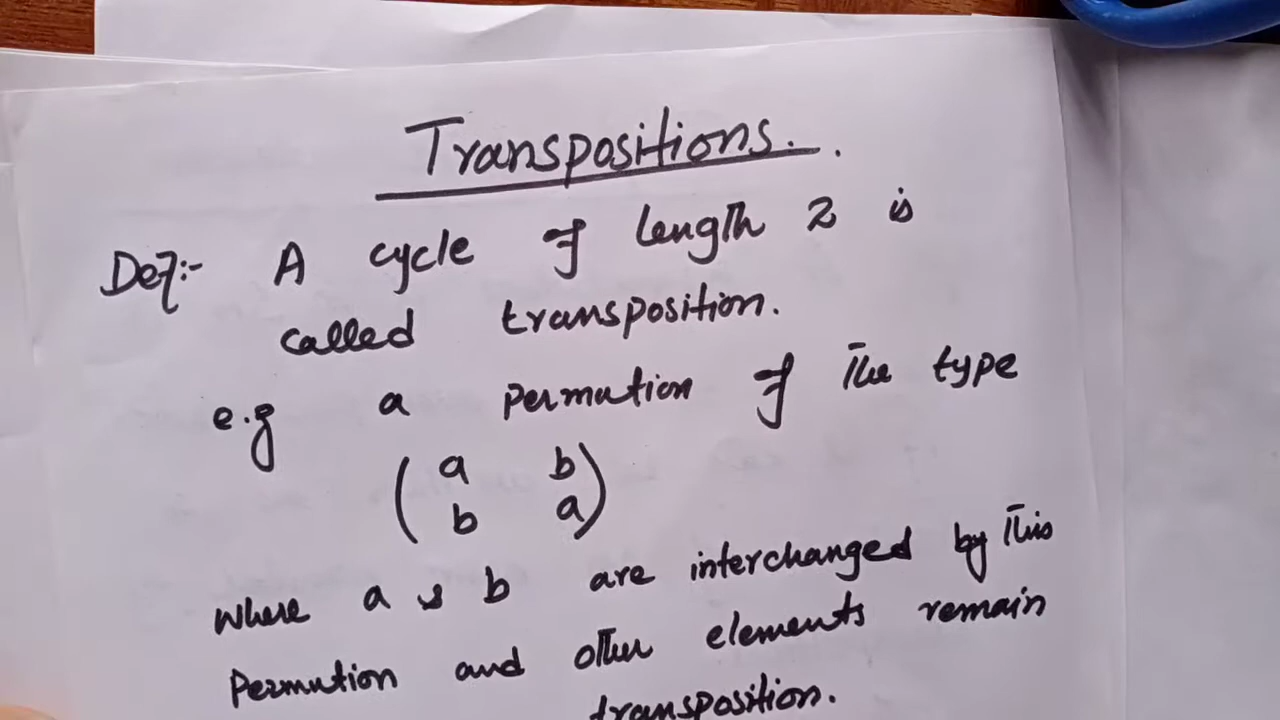 Transpositions.
Def:- A cycle of length 2 is
called transposition.
e.g a permution of the type
( a b
b a )
where a & b are interchanged by this
permution and other elements remain
transposition.